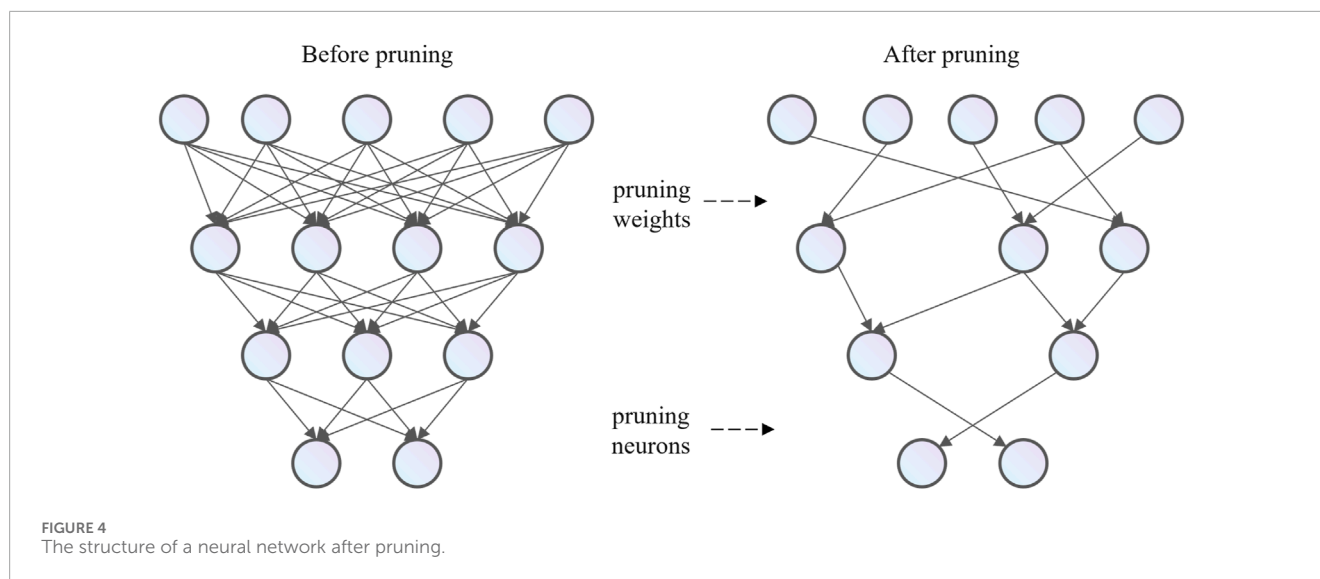 Before pruning
After pruning
pruning
weights
pruning
neurons
FIGURE 4
The structure of a neural network after pruning.